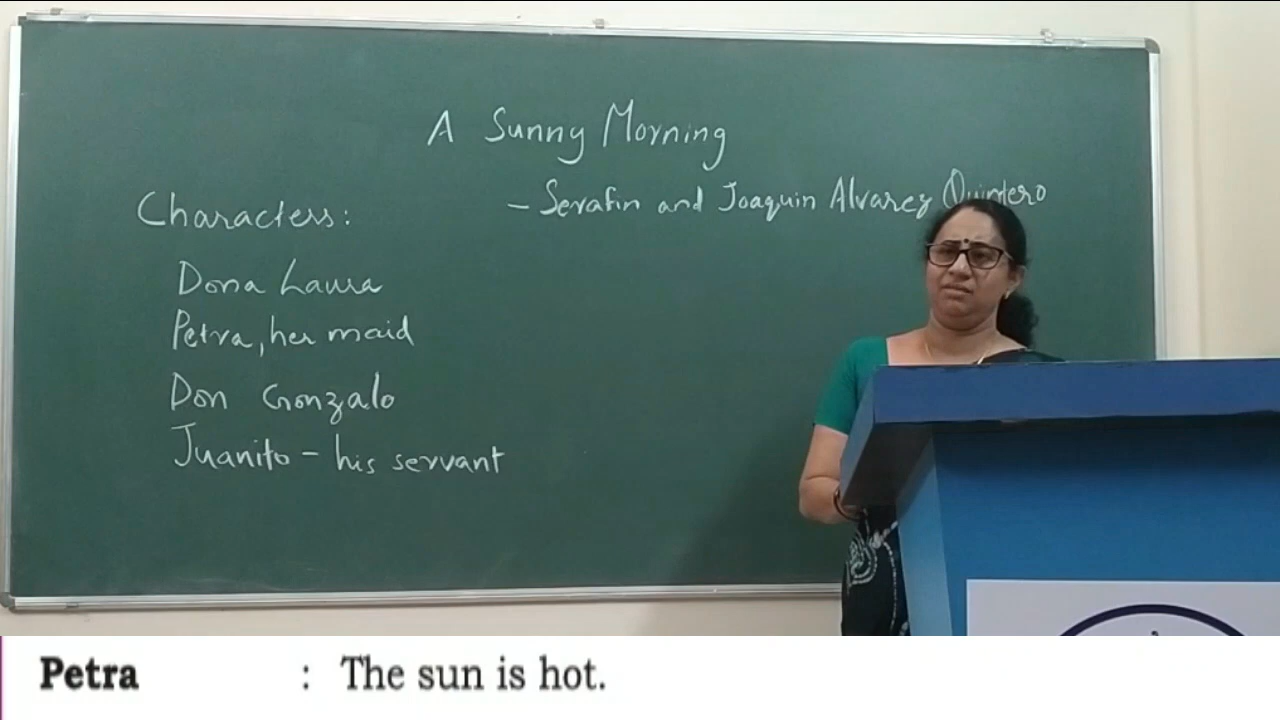 A Sunny Morning
- Serafin and Joaquin Alvarez Quintero
Characters:
Dona Laura
Petra, her maid
Don Gonzalo
Juanito - his servant
Petra : The sun is hot.